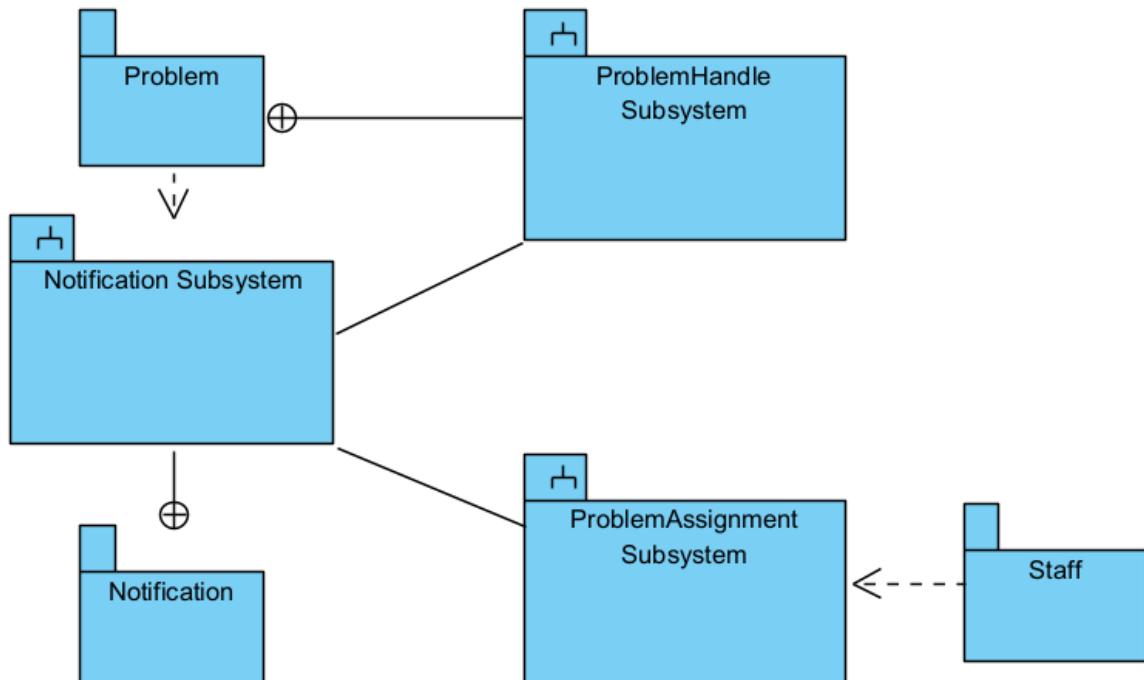 Problem
ProblemHandle
Subsystem
Notification Subsystem
ProblemAssignment
Subsystem
Staff
Notification